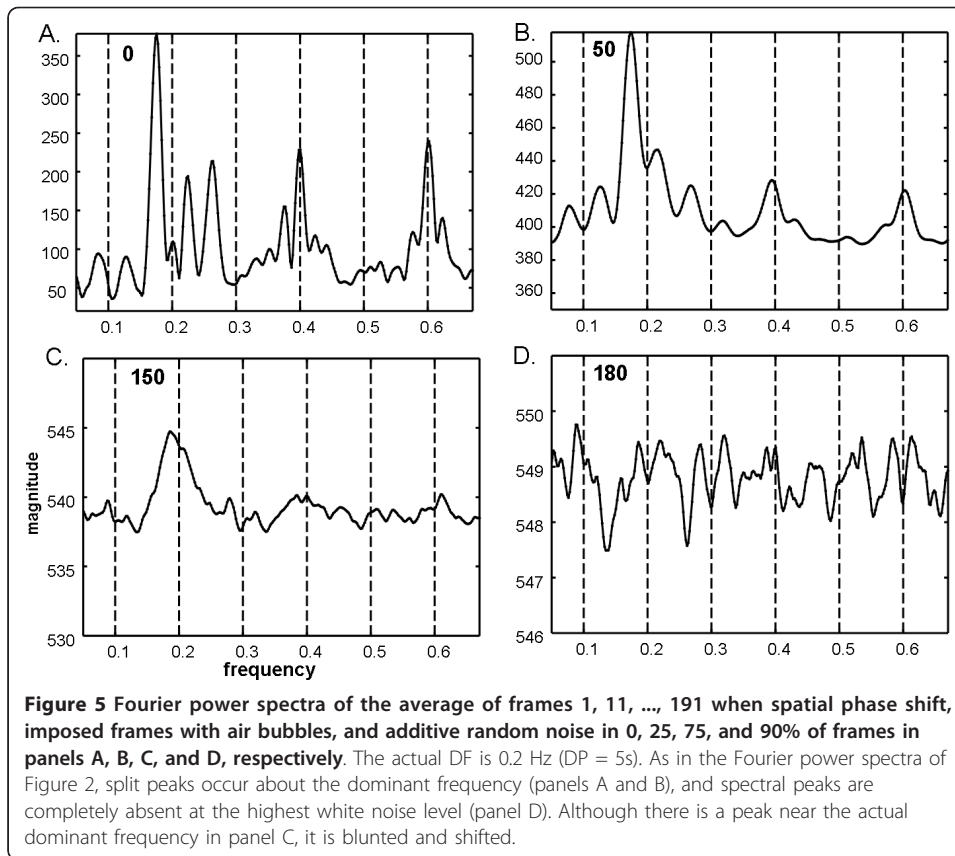 A.
0
350
300
250
200
150
100
50
0.1 0.2 0.3 0.4 0.5 0.6
B.
50
500
480
460
440
420
400
380
360
0.1 0.2 0.3 0.4 0.5 0.6
C.
150
545
540
535
530
magnitude
0.1 0.2 0.3 0.4 0.5 0.6
frequency
D.
180
550
549
548
547
546
0.1 0.2 0.3 0.4 0.5 0.6
Figure 5 Fourier power spectra of the average of frames 1, 11, ..., 191 when spatial phase shift,
imposed frames with air bubbles, and additive random noise in 0, 25, 75, and 90% of frames in
panels A, B, C, and D, respectively. The actual DF is 0.2 Hz (DP = 5s). As in the Fourier power spectra of
Figure 2, split peaks occur about the dominant frequency (panels A and B), and spectral peaks are
completely absent at the highest white noise level (panel D). Although there is a peak near the actual
dominant frequency in panel C, it is blunted and shifted.